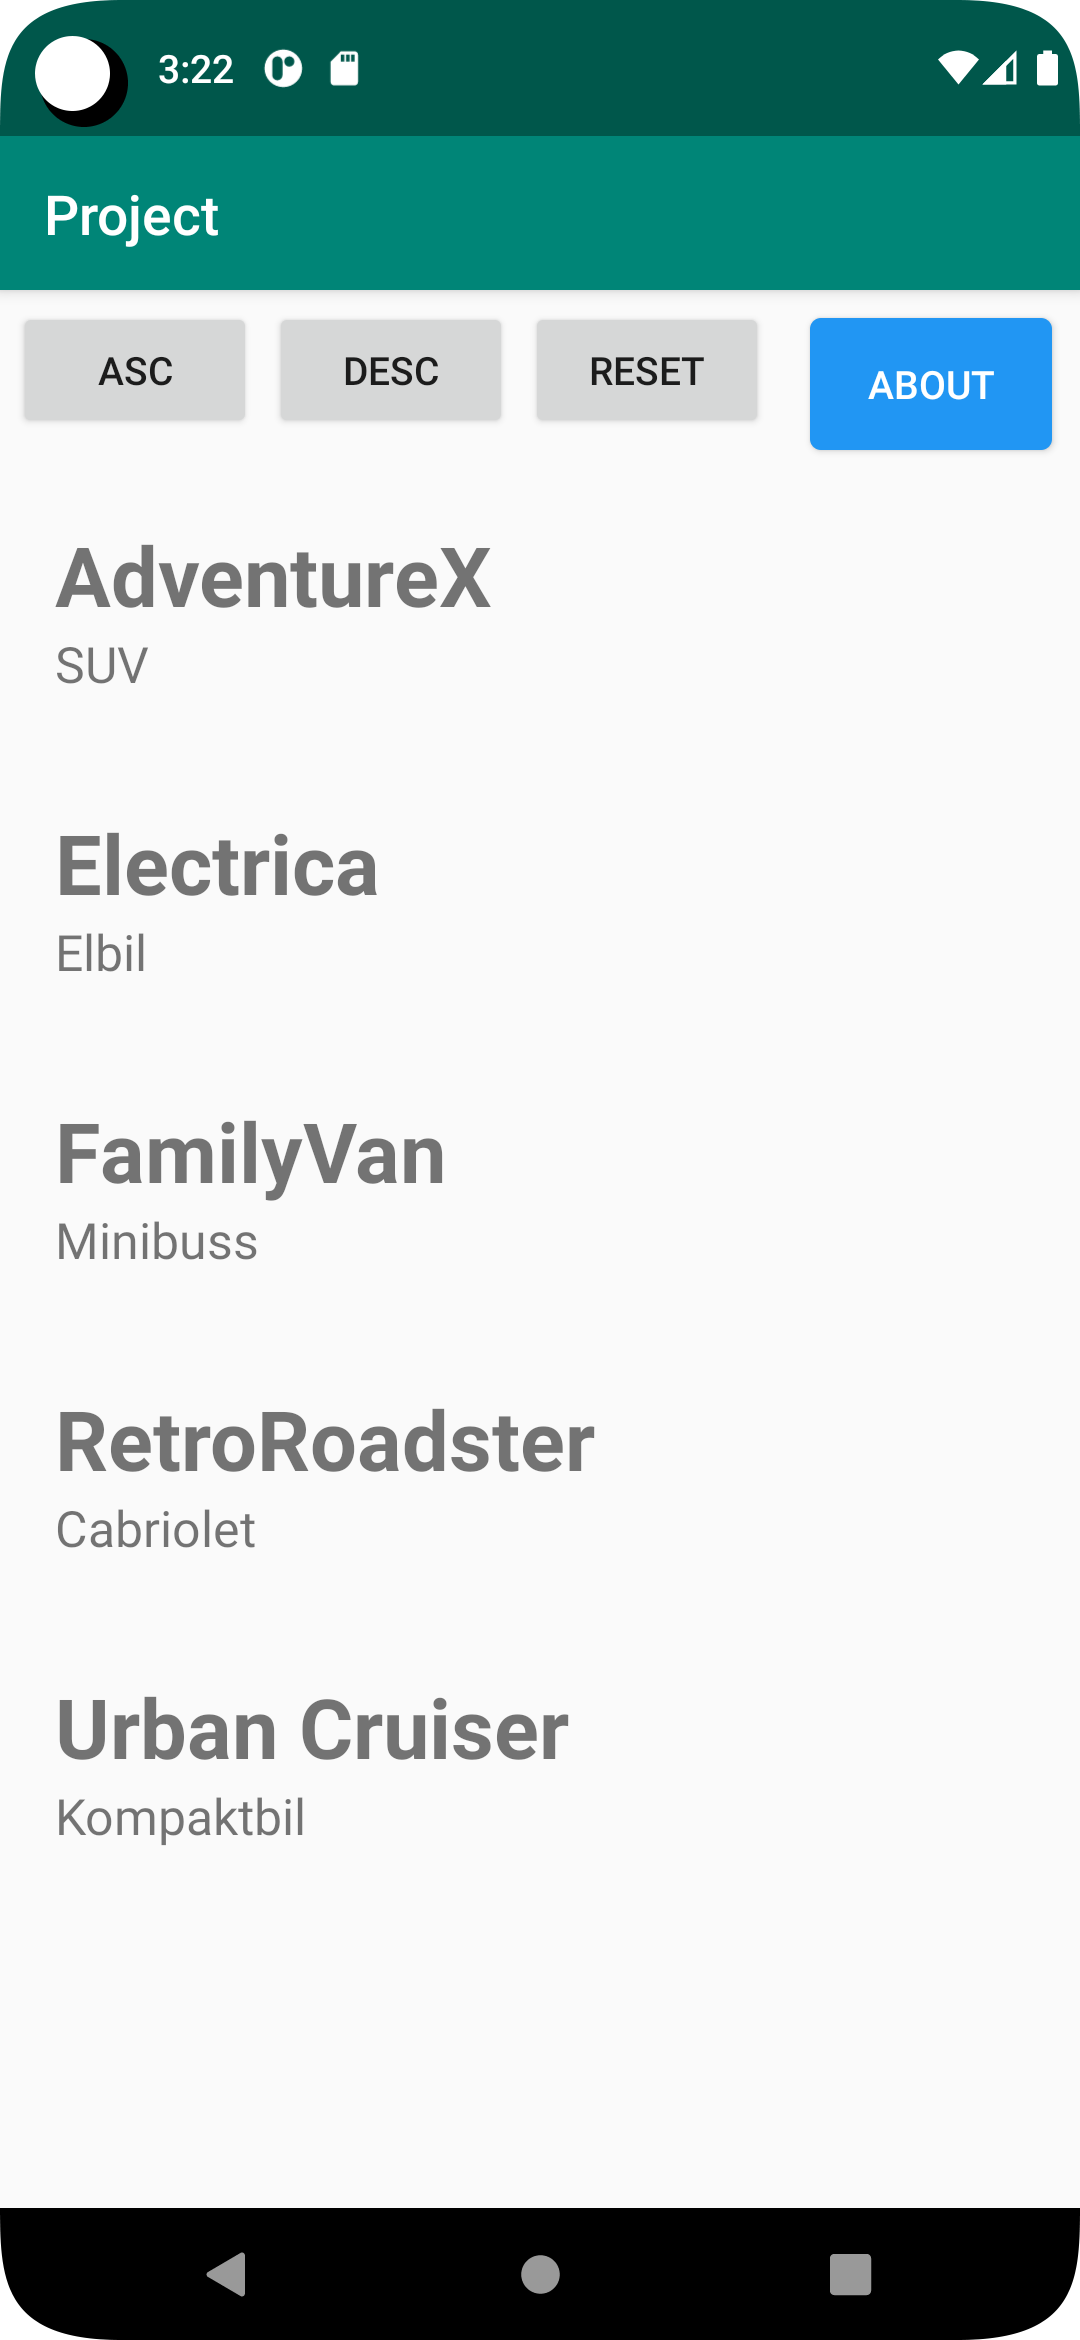 3:22
Project
ASC DESC RESET ABOUT
AdventureX
SUV
Electrica
Elbil
FamilyVan
Minibuss
RetroRoadster
Cabriolet
Urban Cruiser
Kompaktbil